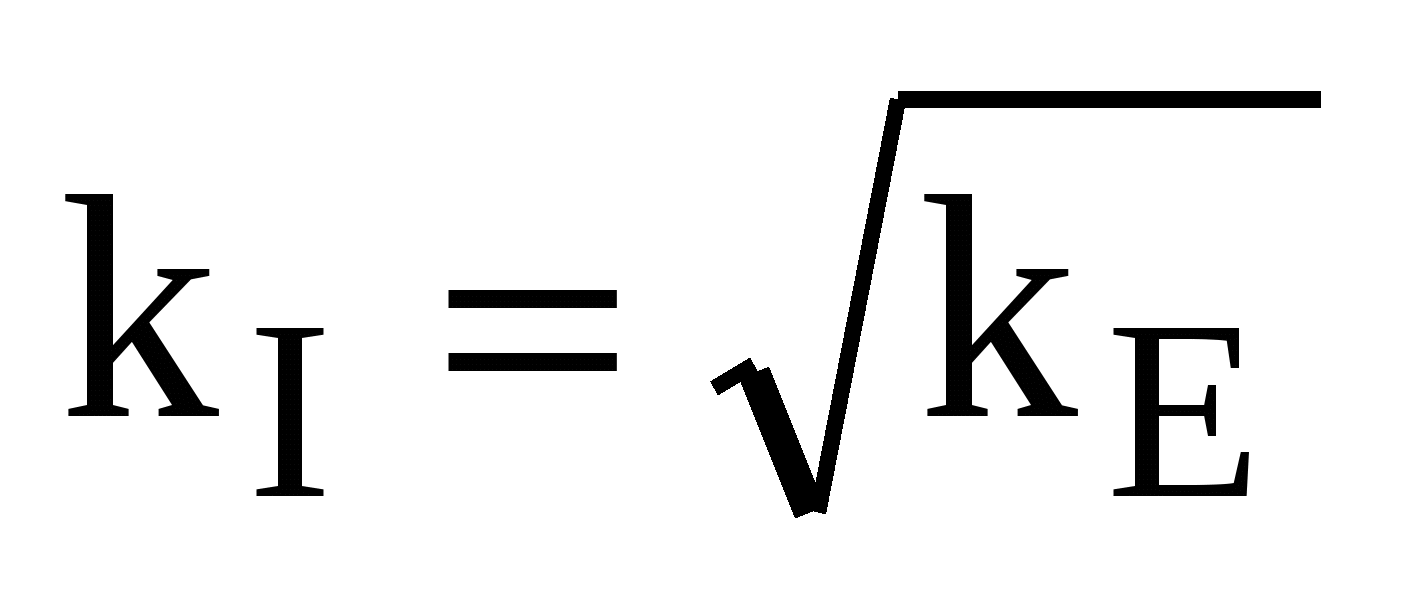 k_I = √k_E